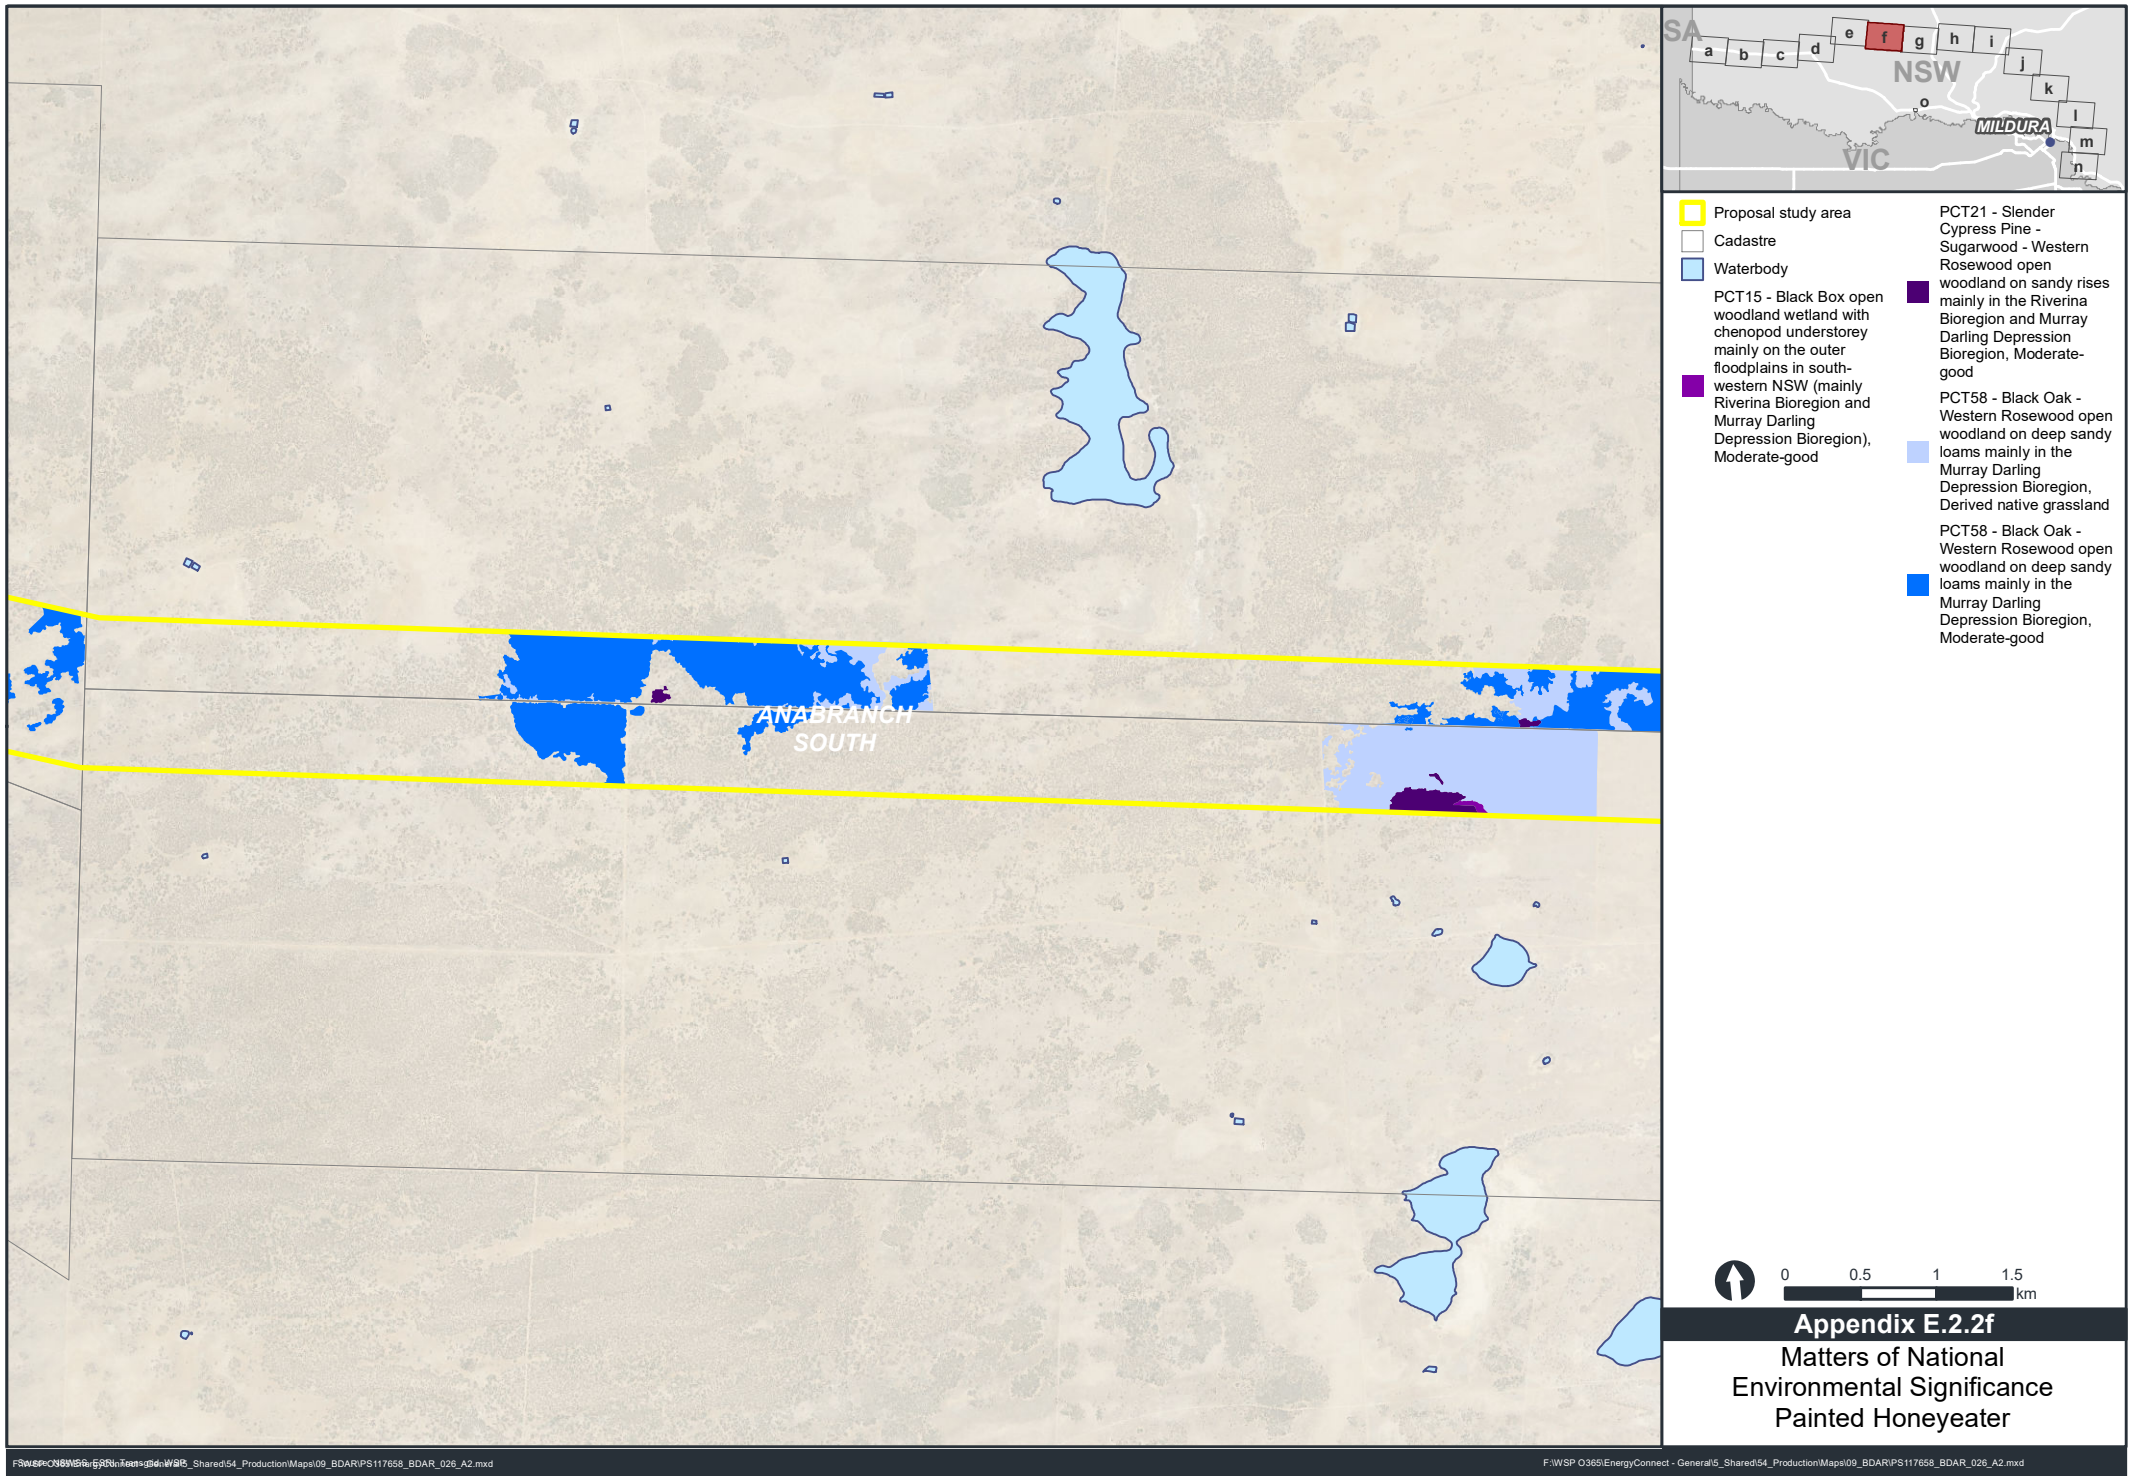 ANABRANCH
SOUTH
SA
a
b
c
d
e
f
g
h
i
j
k
l
m
n
o
NSW
MILDURA
VIC
Proposal study area
Cadastre
Waterbody
PCT15 - Black Box open
woodland wetland with
chenopod understorey
mainly on the outer
floodplains in south-
western NSW (mainly
Riverina Bioregion and
Murray Darling
Depression Bioregion),
Moderate-good
PCT21 - Slender
Cypress Pine -
Sugarwood - Western
Rosewood open
woodland on sandy rises
mainly in the Riverina
Bioregion and Murray
Darling Depression
Bioregion, Moderate-
good
PCT58 - Black Oak -
Western Rosewood open
woodland on deep sandy
loams mainly in the
Murray Darling
Depression Bioregion,
Derived native grassland
PCT58 - Black Oak -
Western Rosewood open
woodland on deep sandy
loams mainly in the
Murray Darling
Depression Bioregion,
Moderate-good
0 0.5 1 1.5
km
Appendix E.2.2f
Matters of National
Environmental Significance
Painted Honeyeater
5_Shared\54_Production\Maps\09_BDAR\PS117658_BDAR_026_A2.mxd
F:\WSP O365\EnergyConnect - General\5_Shared\54_Production\Maps\09_BDAR\PS117658_BDAR_026_A2.mxd